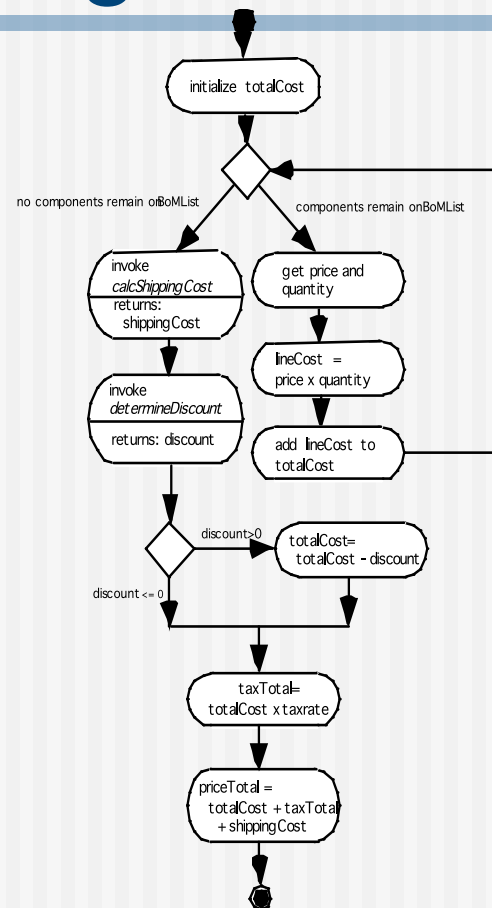 initialize totalCost
no components remain onBoMList
components remain onBoMList
invoke
calcShippingCost
returns:
shippingCost
get price and
quantity
lineCost =
price x quantity
invoke
determineDiscount
returns: discount
add lineCost to
totalCost
discount>0
totalCost=
totalCost - discount
discount <= 0
taxTotal=
totalCost x taxrate
priceTotal =
totalCost + taxTotal
+ shippingCost